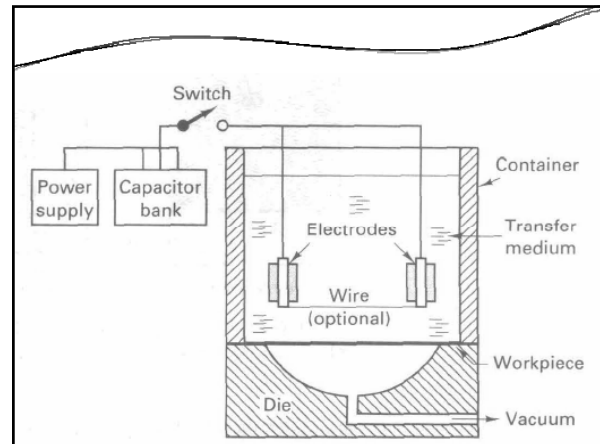 Switch
Power
supply
Capacitor
bank
Container
Transfer
medium
Electrodes
Wire
(optional)
Workpiece
Die
Vacuum